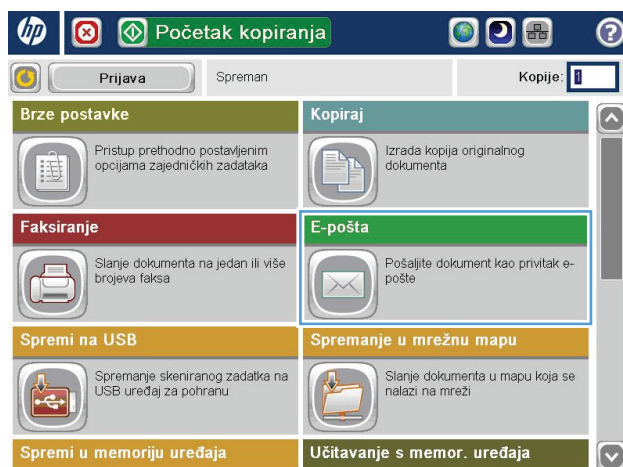 hp
Početak kopiranja
?
Prijava
Spreman
Kopije: 1
Brze postavke
Pristup prethodno postavljenim
opcijama zajedničkih zadataka
Kopiraj
Izrada kopija originalnog
dokumenta
Faksiranje
Slanje dokumenta na jedan ili više
brojeva faksa
E-pošta
Pošaljite dokument kao privitak e-
pošte
Spremi na USB
Spremanje skeniranog zadatka na
USB uređaj za pohranu
Spremanje u mrežnu mapu
Slanje dokumenta u mapu koja se
nalazi na mreži
Spremi u memoriju uređaja
Učitavanje s memor. uređaja